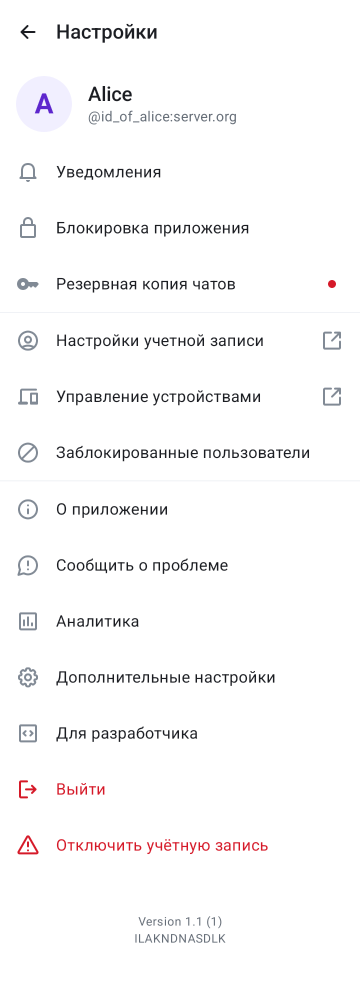 Настройки
A
Alice
@id_of_alice:server.org
Уведомления
Блокировка приложения
Резервная копия чатов
Настройки учетной записи
Управление устройствами
Заблокированные пользователи
О приложении
Сообщить о проблеме
Аналитика
Дополнительные настройки
Для разработчика
Выйти
Отключить учётную запись
Version 1.1 (1)
ILAKNDNASDLK